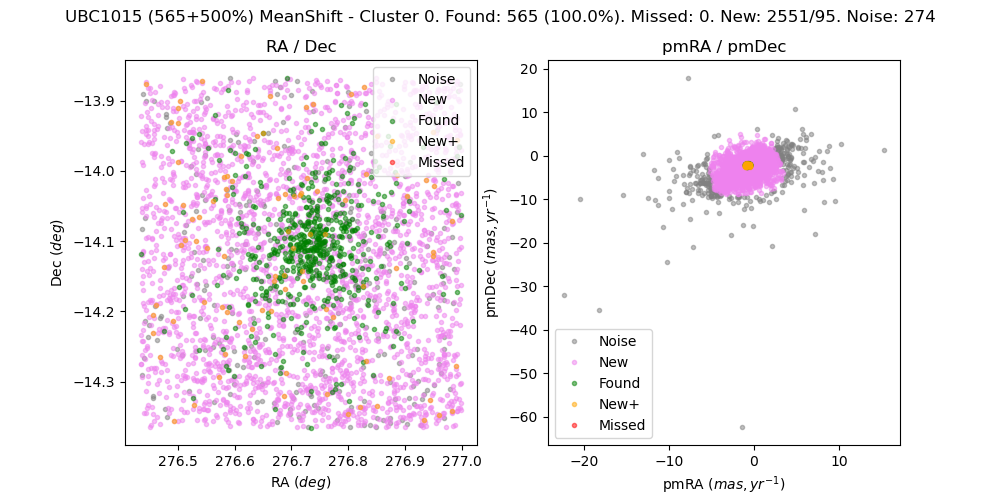 UBC1015 (565+500%) MeanShift - Cluster 0. Found: 565 (100.0%). Missed: 0. New: 2551/95. Noise: 274
RA / Dec
Dec (deg)
−13.9
−14.0
−14.1
−14.2
−14.3
276.5 276.6 276.7 276.8 276.9 277.0
RA (deg)
Noise
New
Found
New+
Missed
pmRA / pmDec
pmDec (mas, yr⁻¹)
20
10
0
−10
−20
−30
−40
−50
−60
−20 −10 0 10
pmRA (mas, yr⁻¹)
Noise
New
Found
New+
Missed